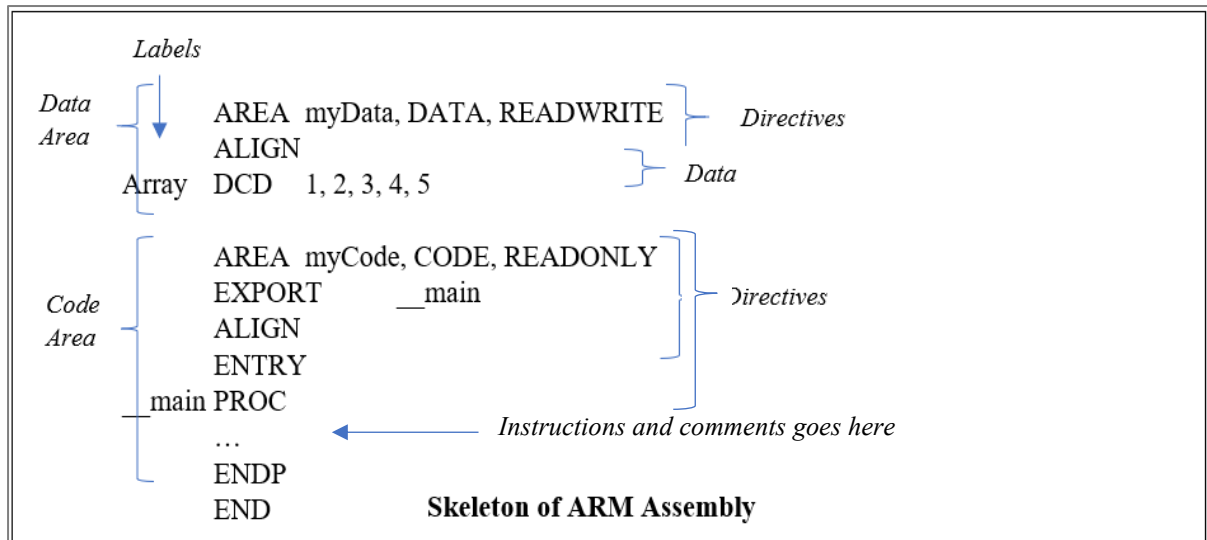 Labels
Data
Area
AREA myData, DATA, READWRITE
Directives
ALIGN
Data
Array DCD 1, 2, 3, 4, 5
AREA myCode, CODE, READONLY
EXPORT __main
Directives
Code
Area
ALIGN
ENTRY
__main PROC
… Instructions and comments goes here
ENDP
END
Skeleton of ARM Assembly